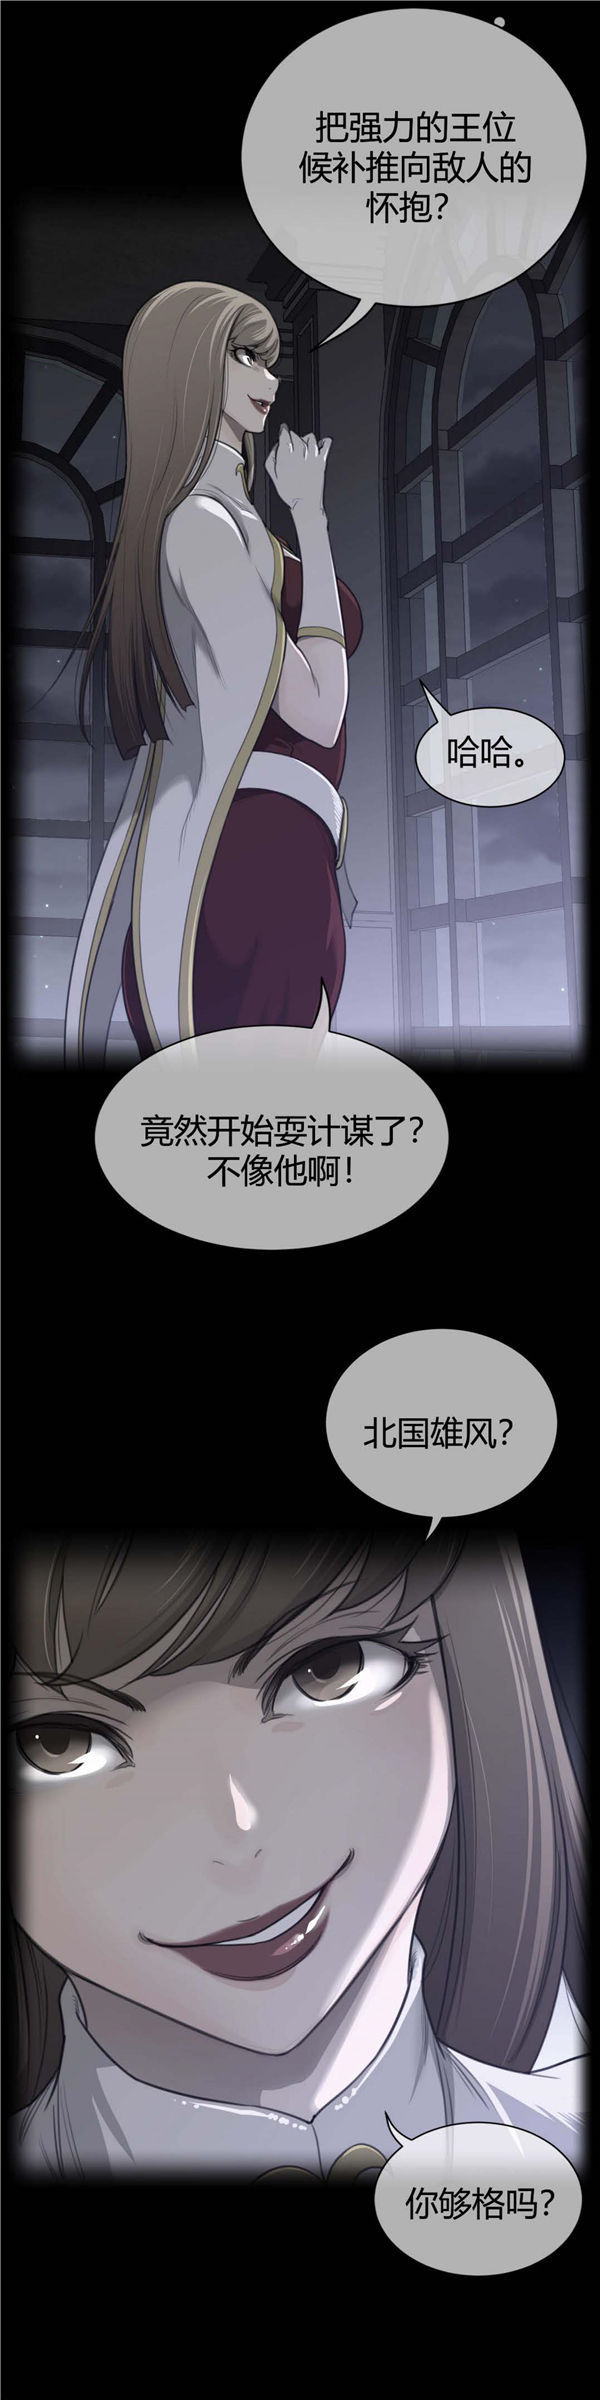 把强力的王位
候补推向敌人的
怀抱？
哈哈。
竟然开始耍计谋了？
不像他啊！
北国雄风？
你够格吗？